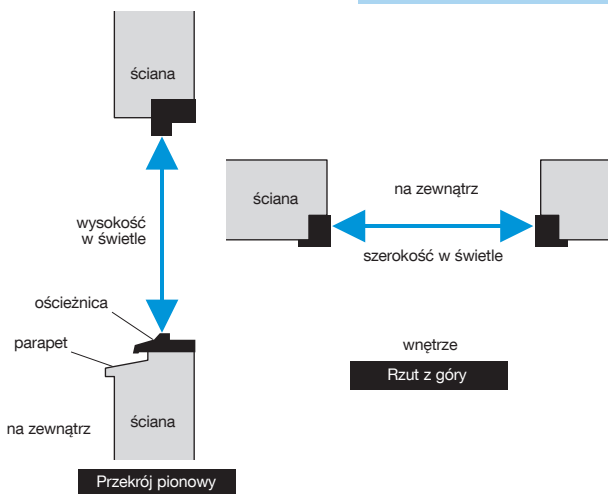 ściana
wysokość
w świetle
ościeżnica
parapet
na zewnątrz
ściana
Przekrój pionowy
na zewnątrz
ściana
szerokość w świetle
wnętrze
Rzut z góry